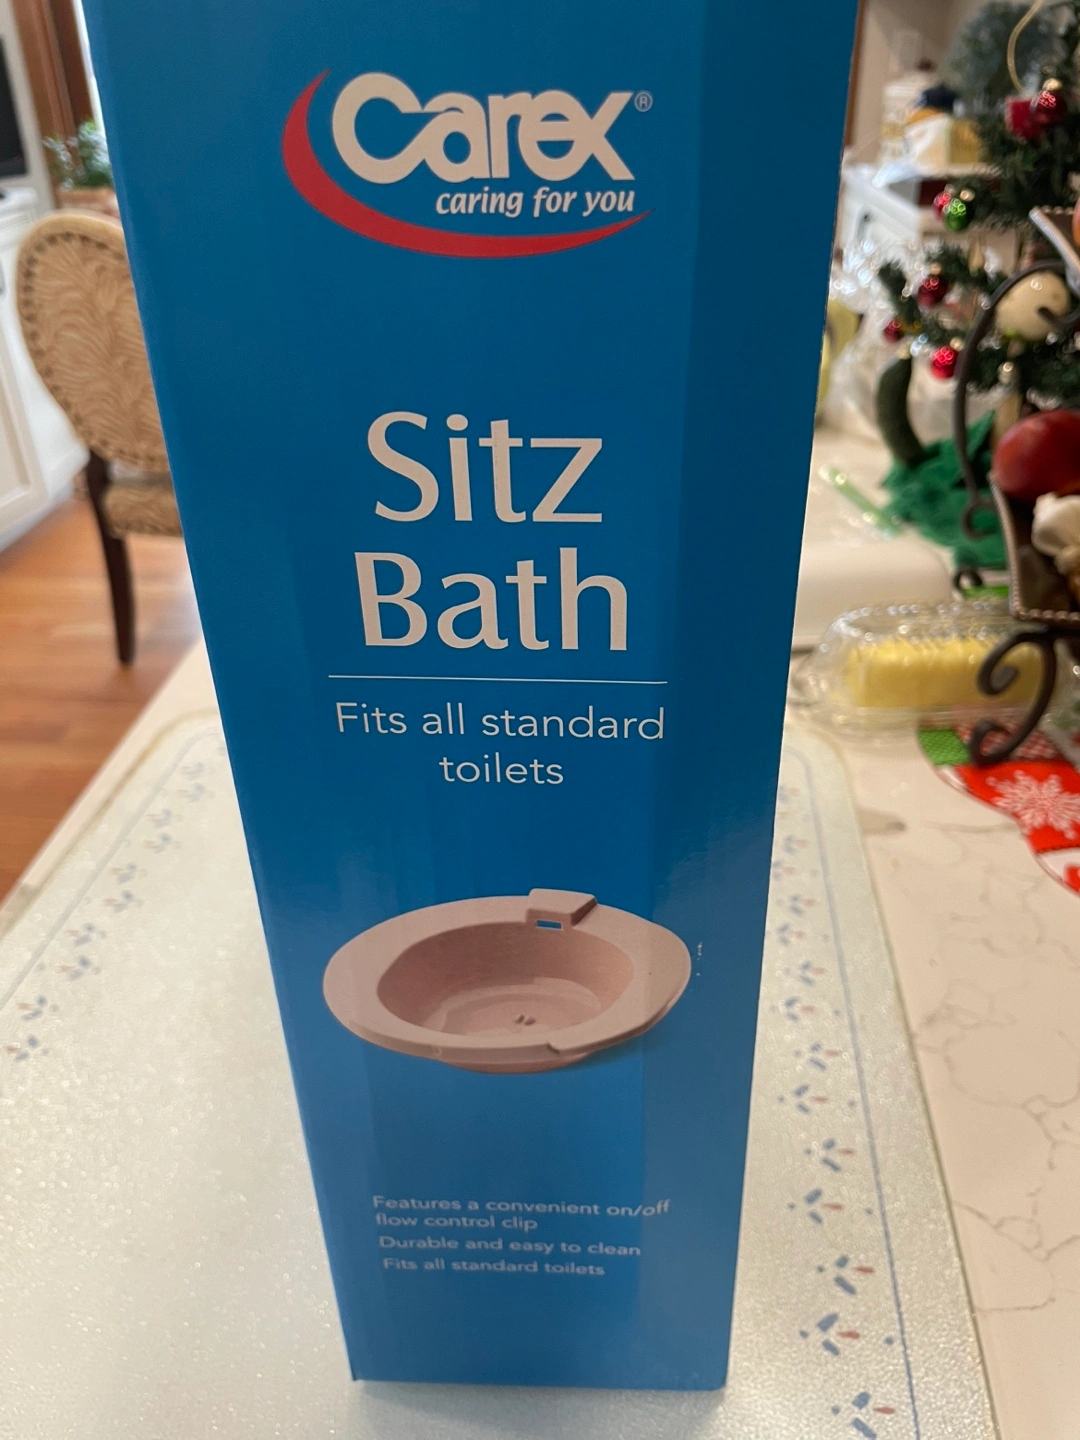 Carex®
caring for you
Sitz
Bath
Fits all standard
toilets
Features a convenient on/off
flow control clip
Durable and easy to clean
Fits all standard toilets